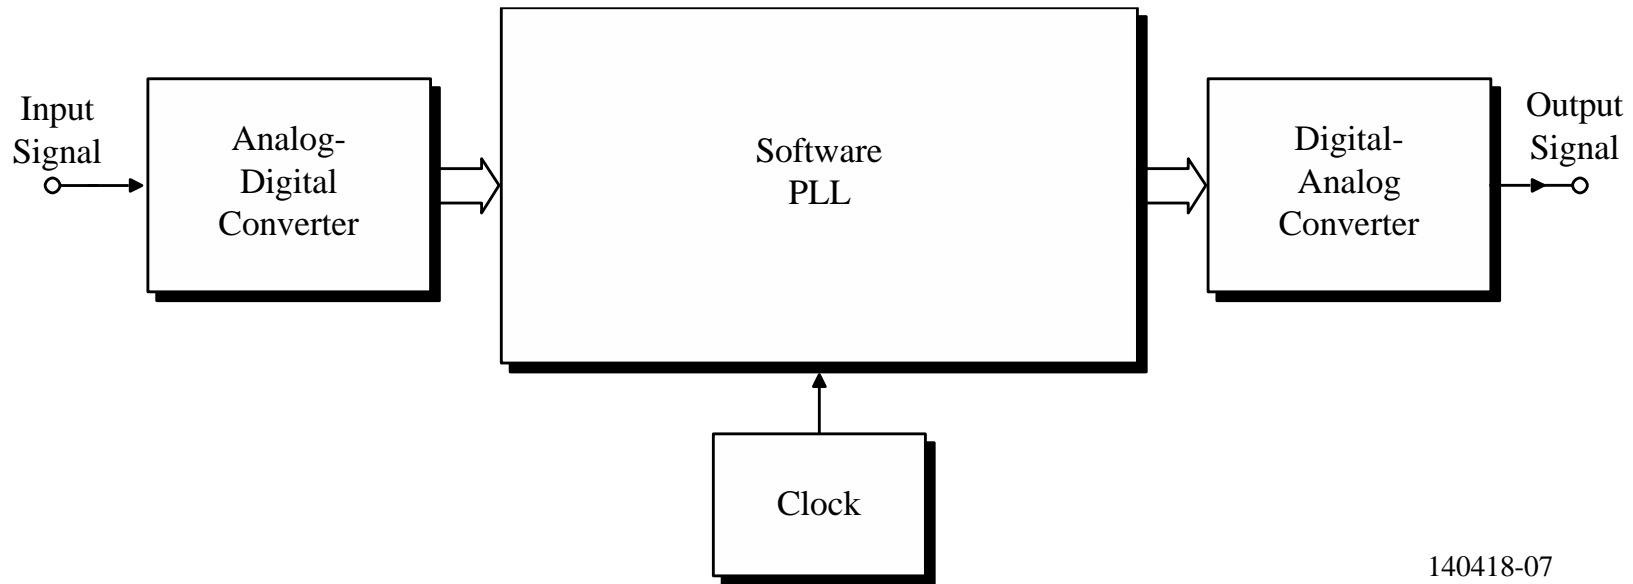 Input
Signal
Analog-
Digital
Converter
Software
PLL
Digital-
Analog
Converter
Output
Signal
Clock
140418-07